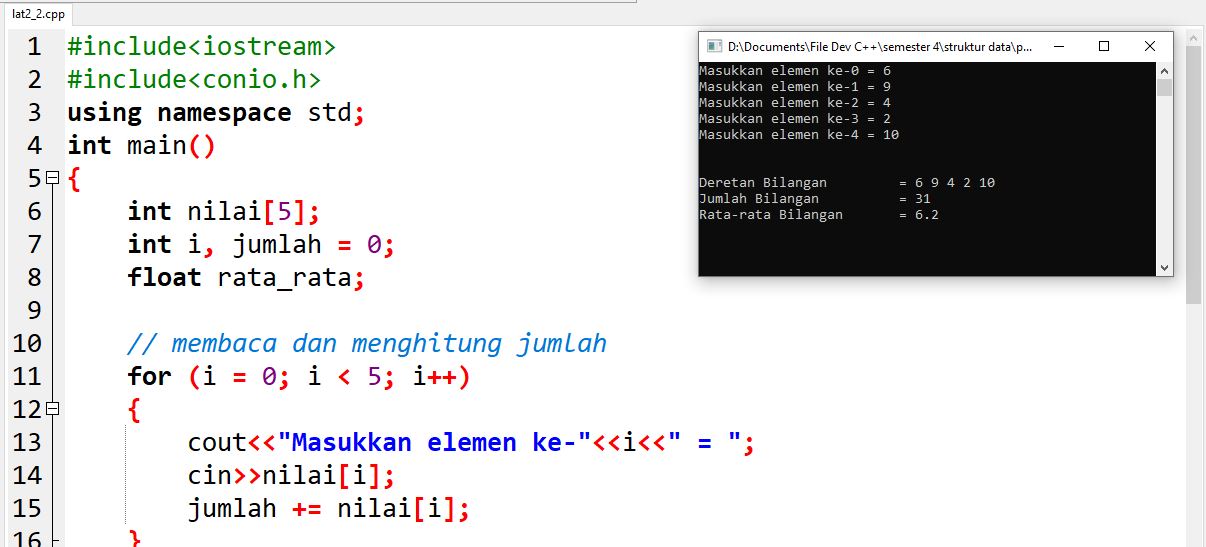 lat2_2.cpp
1 #include<iostream>
2 #include<conio.h>
3 using namespace std;
4 int main()
5 {
6 int nilai[5];
7 int i, jumlah = 0;
8 float rata_rata;
9
10 // membaca dan menghitung jumlah
11 for (i = 0; i < 5; i++)
12 {
13 cout<<"Masukkan elemen ke-"<<i<<" = ";
14 cin>>nilai[i];
15 jumlah += nilai[i];
16 }
D:\Documents\File Dev C++\semester 4\struktur data\p...
Masukkan elemen ke-0 = 6
Masukkan elemen ke-1 = 9
Masukkan elemen ke-2 = 4
Masukkan elemen ke-3 = 2
Masukkan elemen ke-4 = 10
Deretan Bilangan = 6 9 4 2 10
Jumlah Bilangan = 31
Rata-rata Bilangan = 6.2